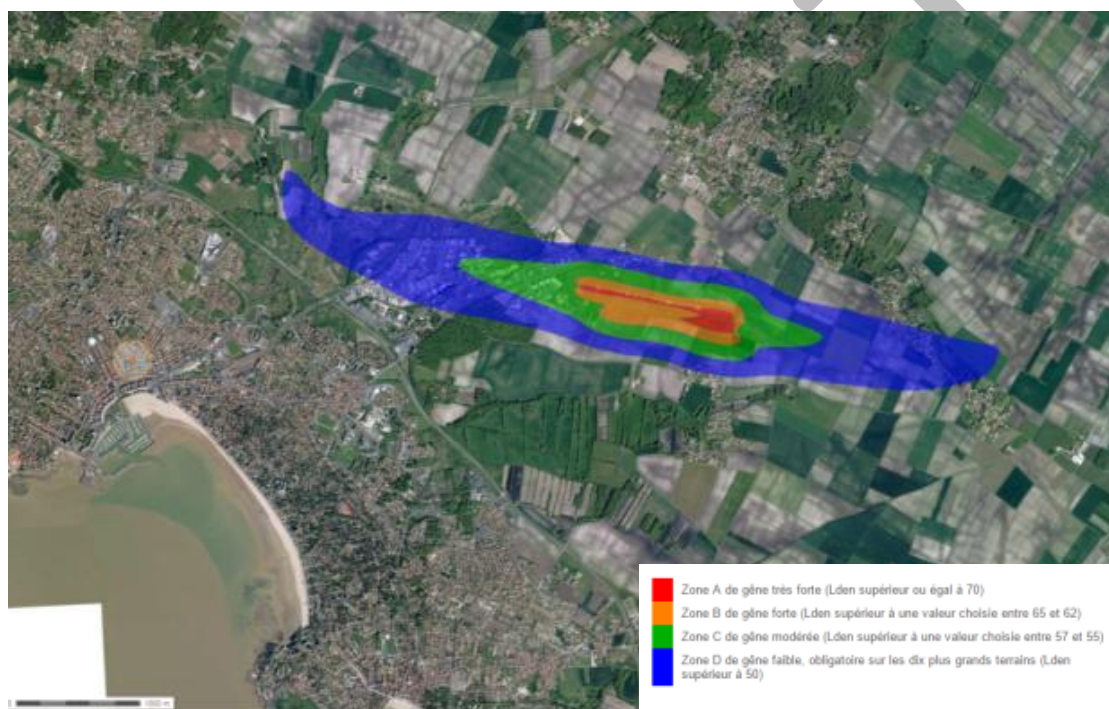 Zone A de gêne très forte (Lden supérieur ou égal à 70)
Zone B de gêne forte (Lden supérieur à une valeur choisie entre 65 et 62)
Zone C de gêne modérée (Lden supérieur à une valeur choisie entre 57 et 55)
Zone D de gêne faible, obligatoire sur les dix plus grands terrains (Lden
supérieur à 50)